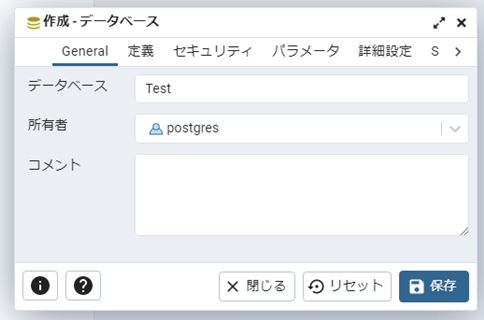 作成 - データベース
General 定義 セキュリティ パラメータ 詳細設定 S
データベース Test
所有者 postgres
コメント
閉じる リセット 保存